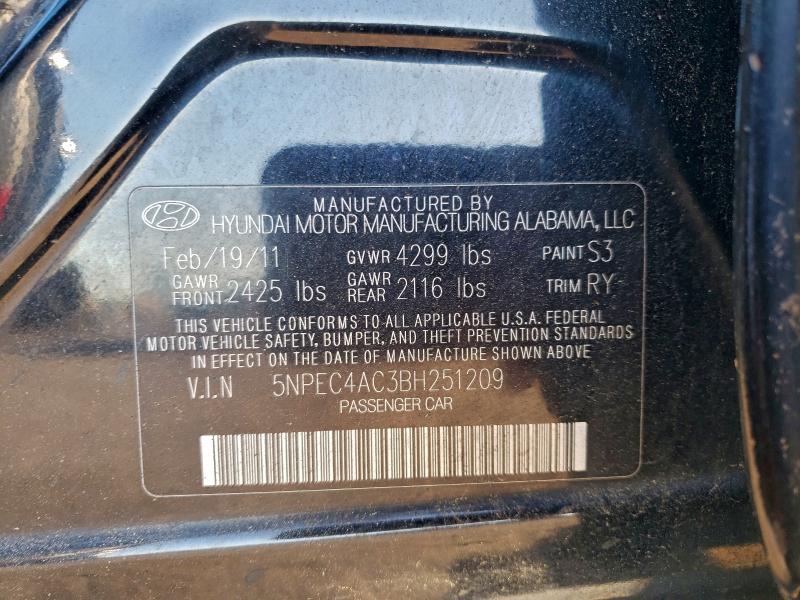 MANUFACTURED BY
HYUNDAI MOTOR MANUFACTURING ALABAMA, LLC
Feb/19/11 GVWR 4299 lbs PAINT S3
GAWR FRONT 2425 lbs GAWR REAR 2116 lbs TRIM RY
THIS VEHICLE CONFORMS TO ALL APPLICABLE U.S.A. FEDERAL
MOTOR VEHICLE SAFETY, BUMPER, AND THEFT PREVENTION STANDARDS
IN EFFECT ON THE DATE OF MANUFACTURE SHOWN ABOVE
V.I.N 5NPEC4AC3BH251209
PASSENGER CAR